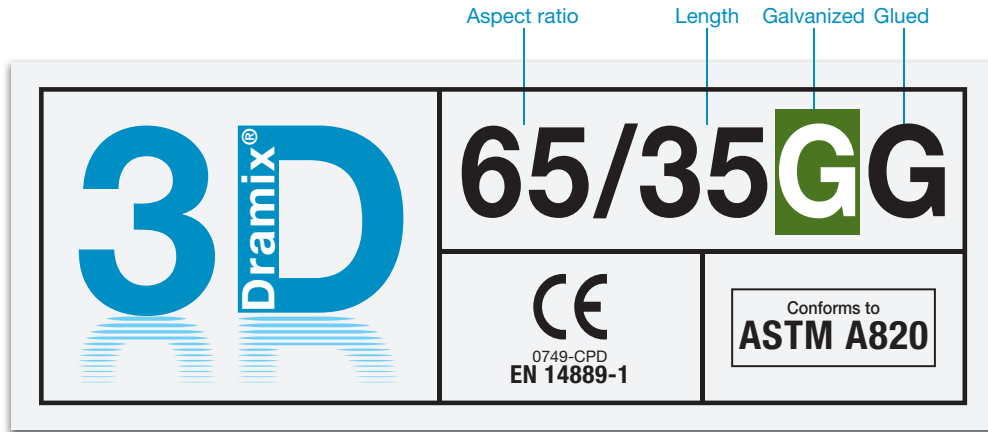 Aspect ratio Length Galvanized Glued
3D
Dramix®
65/35GG
CE
0749-CPD
EN 14889-1
Conforms to
ASTM A820